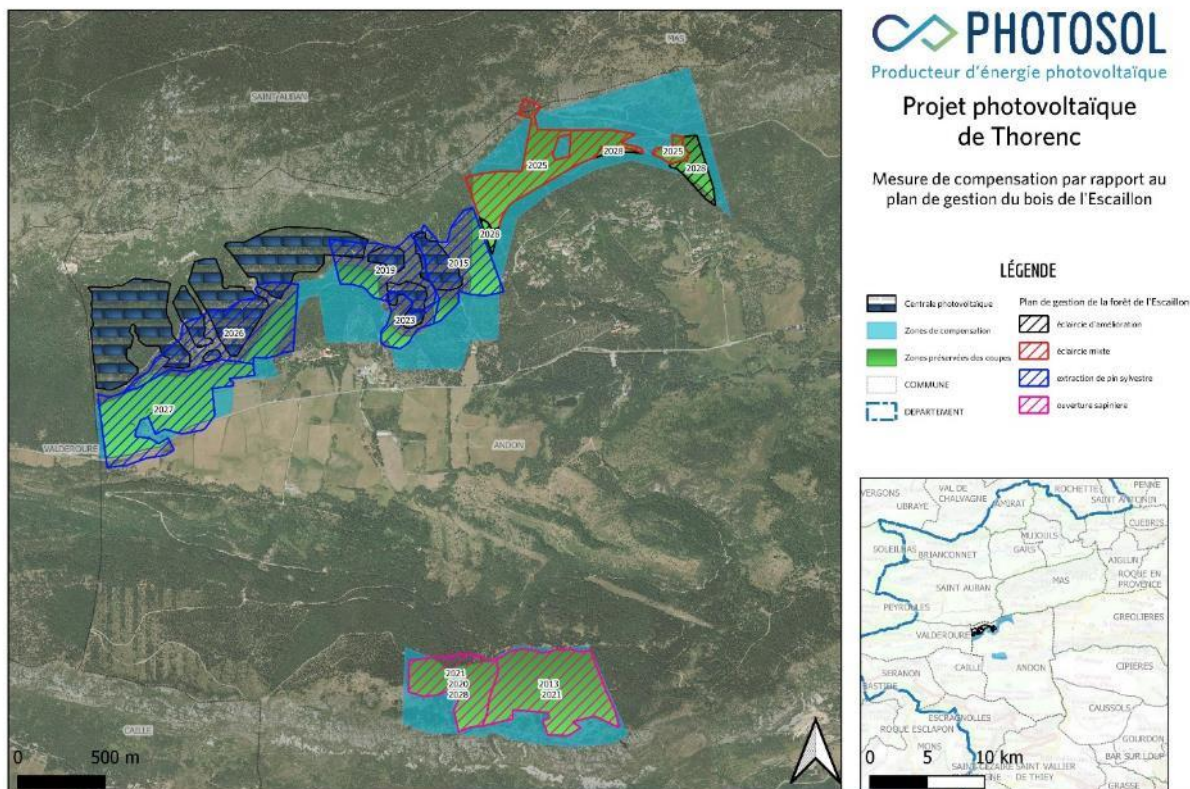 MAS
SAINT AUBAN
2025
2028
2025
2028
2028
2019
2015
2023
2026
2027
VALDEROURE
ANDON
2021
2020
2028
2013
2021
CAILLE
0 500 m
PHOTOSOL
Producteur d'énergie photovoltaïque
Projet photovoltaïque
de Thorenc
Mesure de compensation par rapport au
plan de gestion du bois de l'Escaillon
LÉGENDE
Centrale photovoltaïque
Zones de compensation
Zones préservées des coupes
COMMUNE
DEPARTEMENT
Plan de gestion de la forêt de l'Escaillon
éclaircie d'amélioration
éclaircie mixte
extraction de pin sylvestre
ouverture sapiniere
VERGONS
VAL DE
CHALVAGNE
UBRAYE
AMIRAT
ROCHETTE
PENNE
SAINT ANTONIN
CUEBRIS
MUJOULS
GARS
SOLEILHAS
BRIANCONNET
AIGLUN
ROQUE EN
PROVENCE
SAINT AUBAN
MAS
PEYROULES
GREOLIERES
VALDEROURE
CAILLE
ANDON
CIPIERES
SERANON
BASTIDE
CAUSSOLS
ESCRAGNOLLES
ROQUE ESCLAPON
MONS
GOURDON
BAR SUR LOUP
SAINT CEZAIRE
SAINT VALLIER
DE THIEY
GRASSE
0 5 10 km